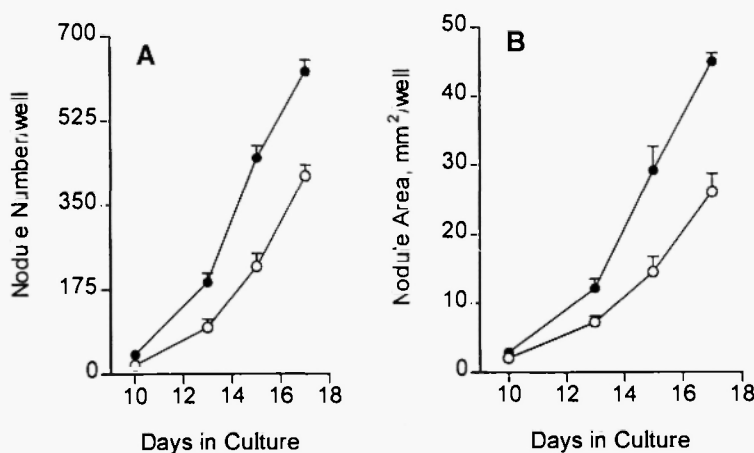 A
Nodule Number/well
700
525
350
175
0
10 12 14 16 18
Days in Culture
B
Nodule Area, mm²/well
50
40
30
20
10
0
10 12 14 16 18
Days in Culture